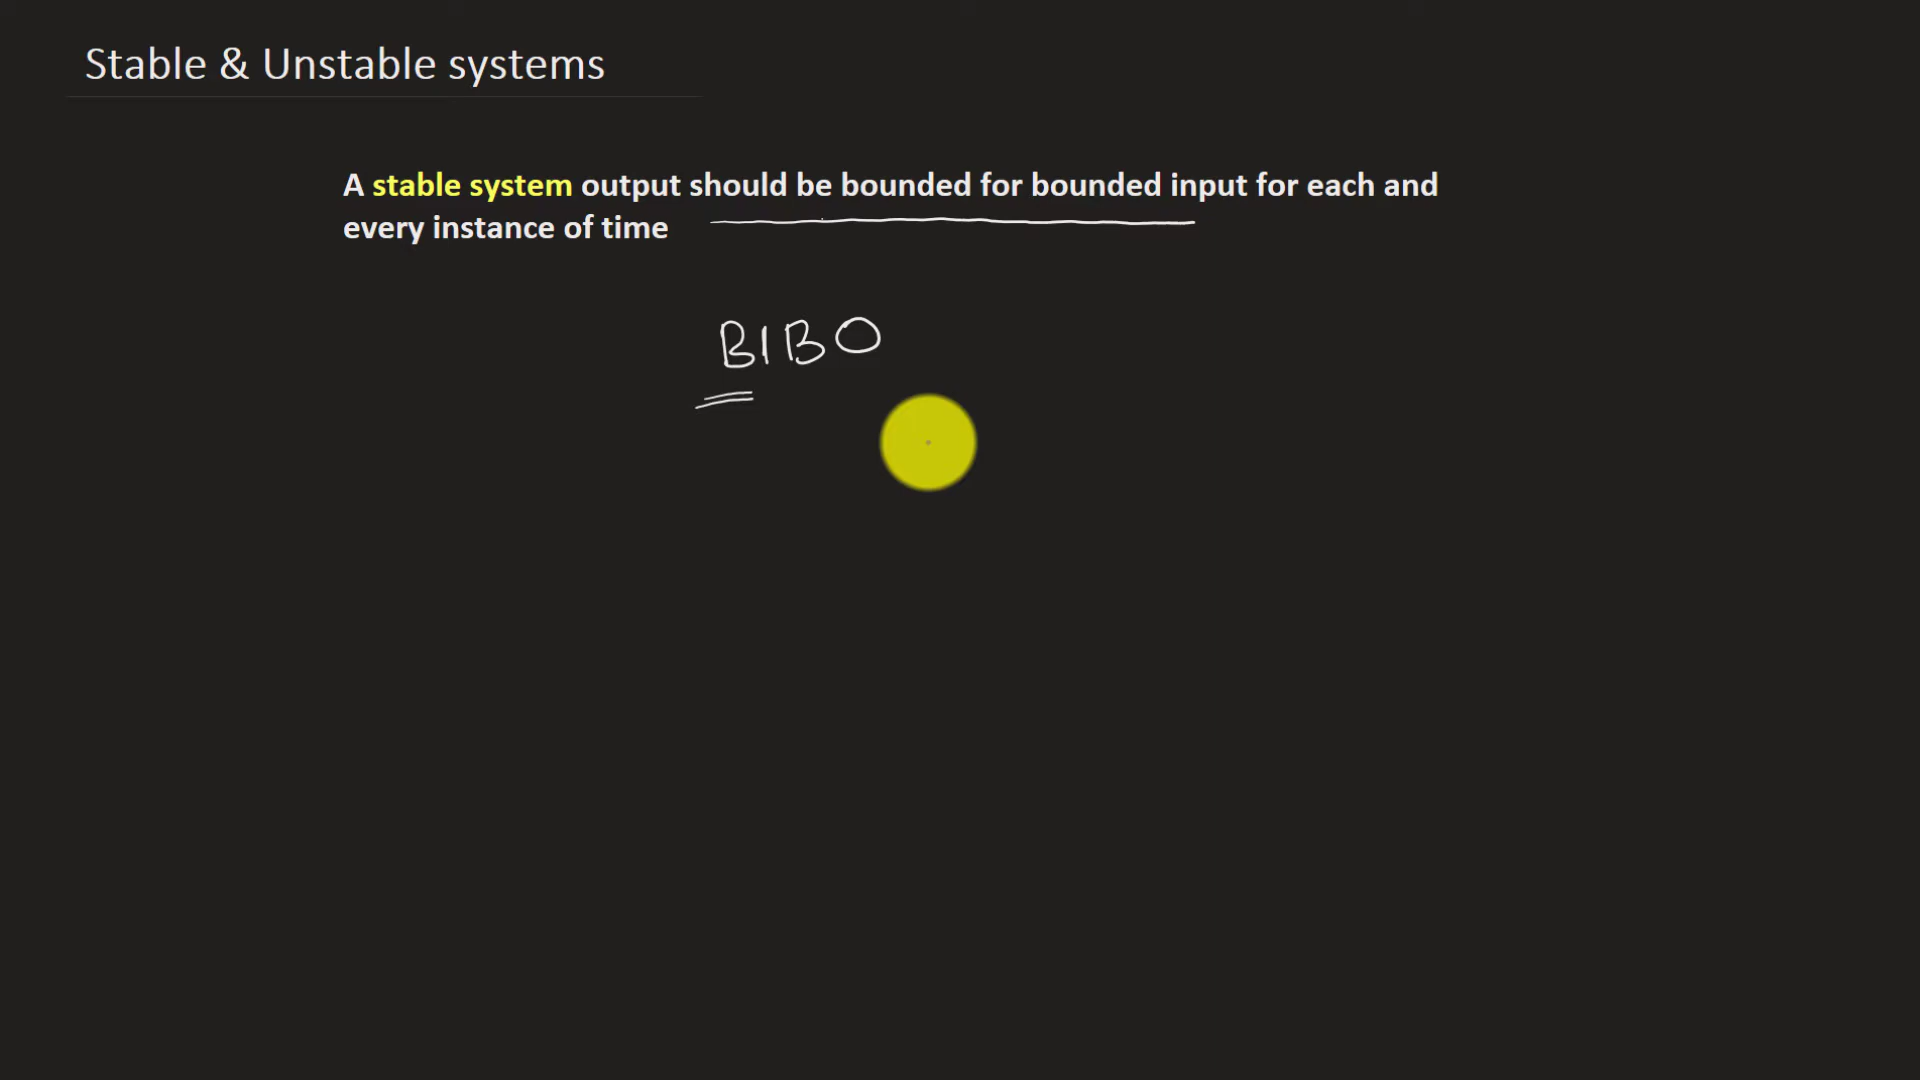 Stable & Unstable systems
A stable system output should be bounded for bounded input for each and
every instance of time
BIBO